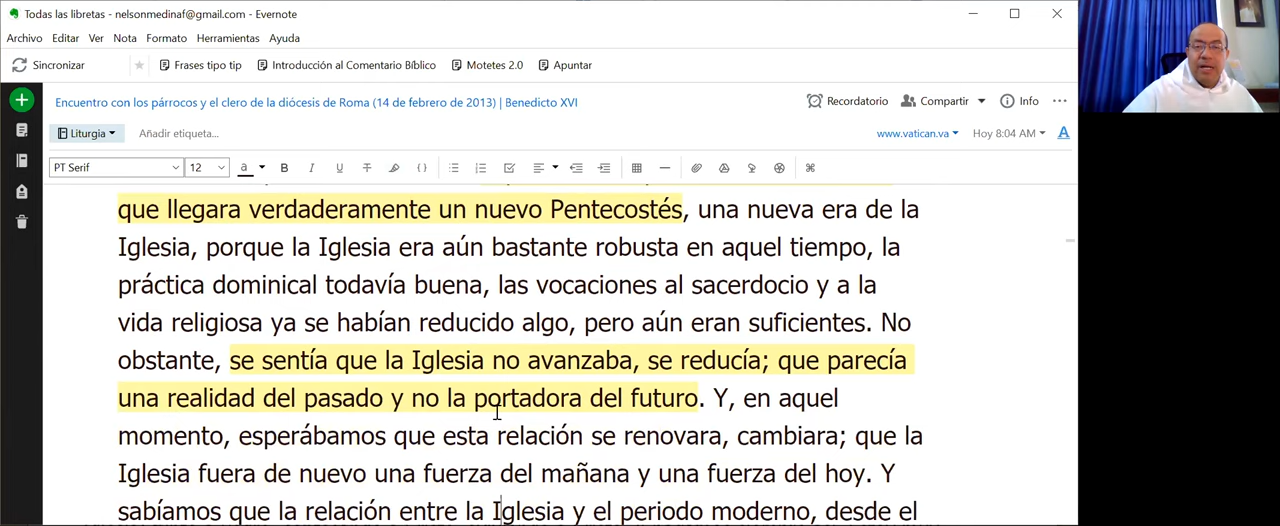 Todas las libretas - nelsonmedinaf@gmail.com - Evernote
Archivo Editar Ver Nota Formato Herramientas Ayuda
Sincronizar Frases tipo tip Introducción al Comentario Bíblico Motetes 2.0 Apuntar
Encuentro con los párrocos y el clero de la diócesis de Roma (14 de febrero de 2013) | Benedicto XVI Recordatorio Compartir Info
Liturgia Añadir etiqueta... www.vatican.va Hoy 8:04 AM A
PT Serif 12 a B I U T { }
que llegara verdaderamente un nuevo Pentecostés, una nueva era de la
Iglesia, porque la Iglesia era aún bastante robusta en aquel tiempo, la
práctica dominical todavía buena, las vocaciones al sacerdocio y a la
vida religiosa ya se habían reducido algo, pero aún eran suficientes. No
obstante, se sentía que la Iglesia no avanzaba, se reducía; que parecía
una realidad del pasado y no la portadora del futuro. Y, en aquel
momento, esperábamos que esta relación se renovara, cambiara; que la
Iglesia fuera de nuevo una fuerza del mañana y una fuerza del hoy. Y
sabíamos que la relación entre la Iglesia y el periodo moderno, desde el